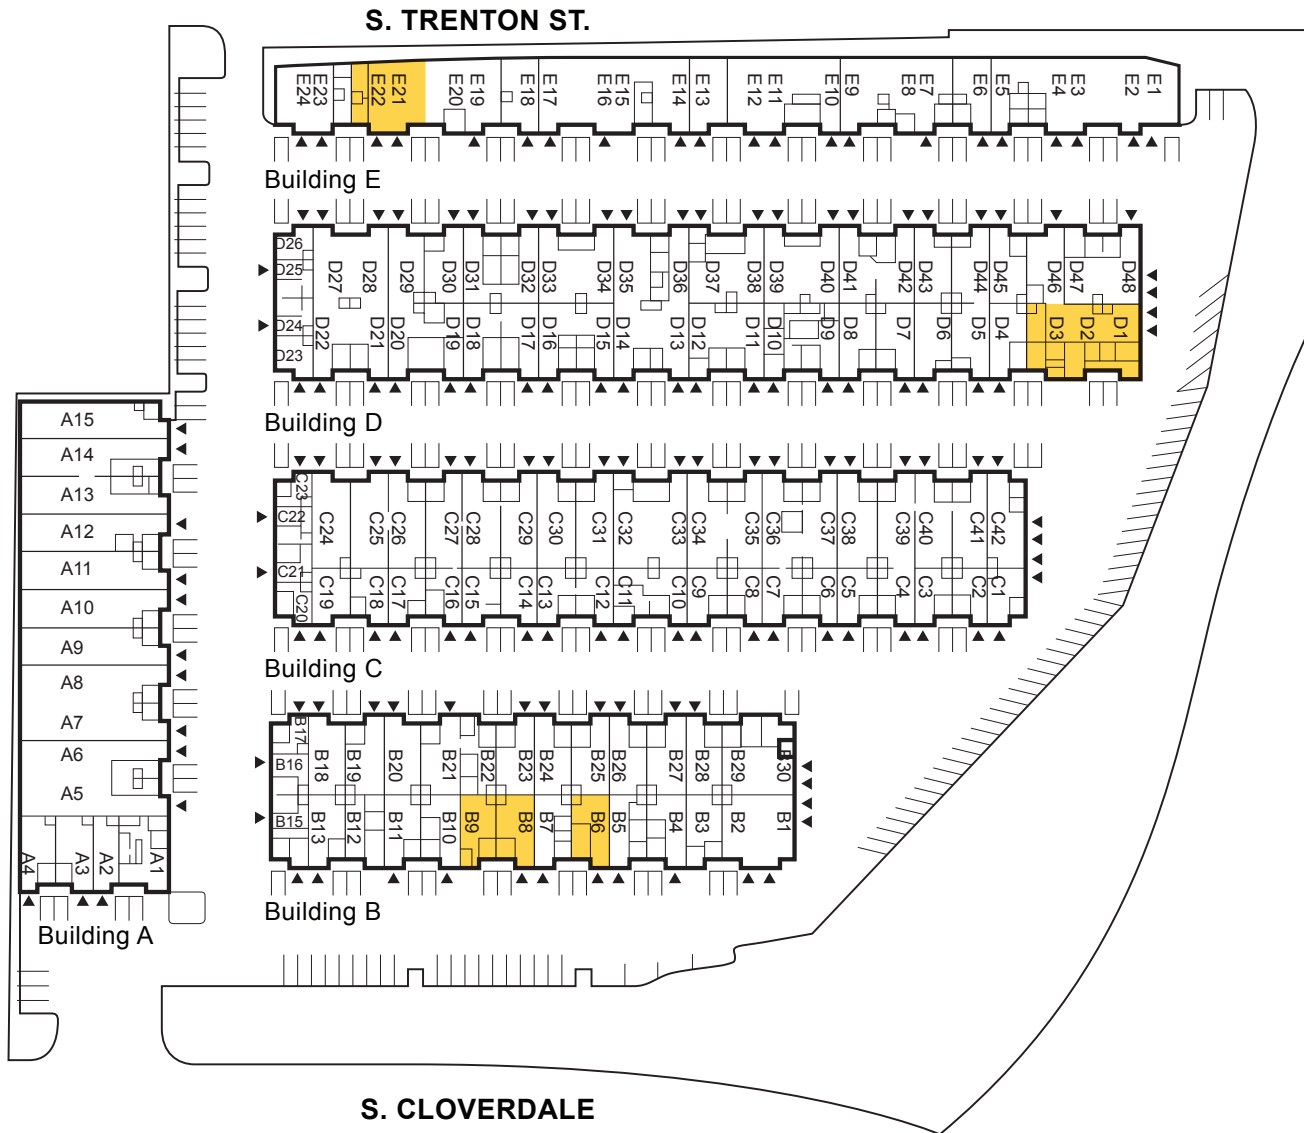 S. TRENTON ST.
E24 E23 E22 E21 E20 E19 E18 E17 E16 E15 E14 E13 E12 E11 E10 E9 E8 E7 E6 E5 E4 E3 E2 E1
Building E
D26
D25
D24
D23
D27 D28 D29 D30 D31 D32 D33 D34 D35 D36 D37 D38 D39 D40 D41 D42 D43 D44 D45 D46 D47 D48
D22 D21 D20 D19 D18 D17 D16 D15 D14 D13 D12 D11 D10 D9 D8 D7 D6 D5 D4 D3 D2 D1
Building D
C23
C22
C21
C20
C24 C25 C26 C27 C28 C29 C30 C31 C32 C33 C34 C35 C36 C37 C38 C39 C40 C41 C42
C19 C18 C17 C16 C15 C14 C13 C12 C11 C10 C9 C8 C7 C6 C5 C4 C3 C2 C1
Building C
B17
B16
B15
B18 B19 B20 B21 B22 B23 B24 B25 B26 B27 B28 B29 B30
B13 B12 B11 B10 B9 B8 B7 B6 B5 B4 B3 B2 B1
Building B
A15
A14
A13
A12
A11
A10
A9
A8
A7
A6
A5
A4 A3 A2 A1
Building A
S. CLOVERDALE